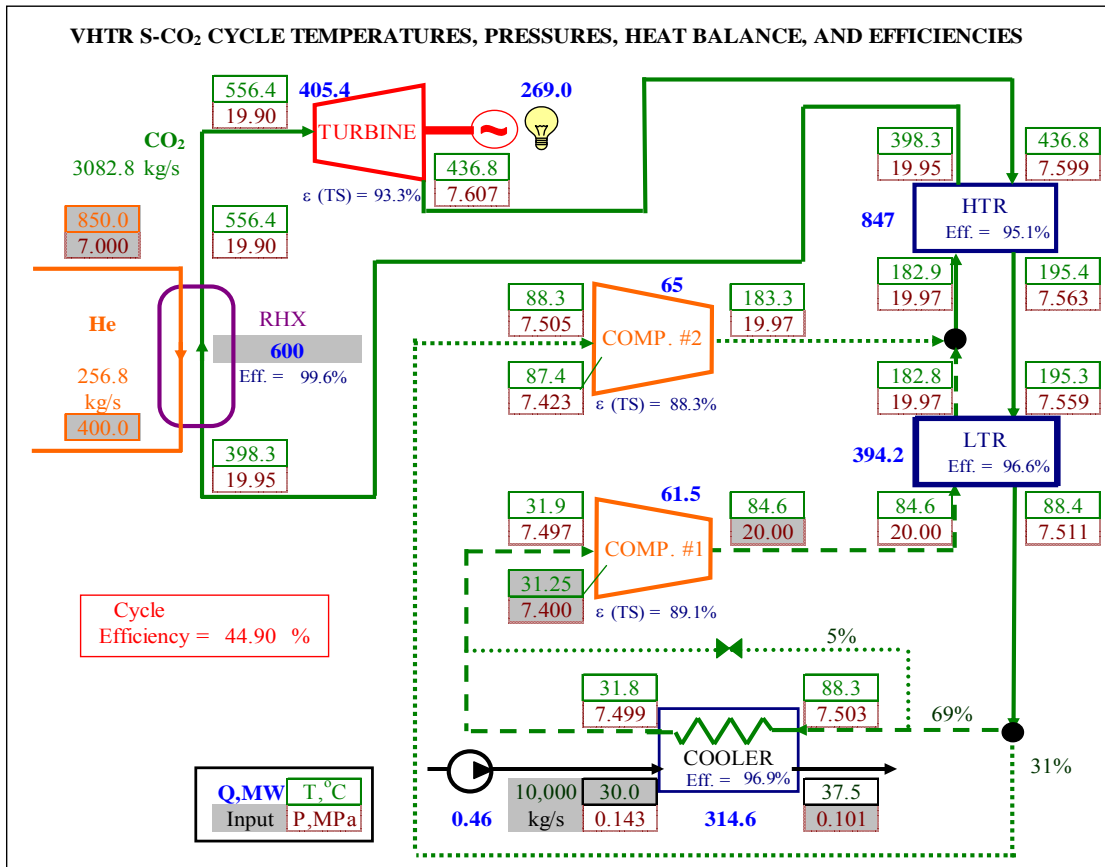 VHTR S-CO₂ CYCLE TEMPERATURES, PRESSURES, HEAT BALANCE, AND EFFICIENCIES
556.4
19.90
405.4
TURBINE
~
269.0
CO₂
3082.8 kg/s
ε (TS) = 93.3%
436.8
7.607
398.3
19.95
436.8
7.599
850.0
7.000
556.4
19.90
847
HTR
Eff. = 95.1%
He
RHX
600
Eff. = 99.6%
256.8
kg/s
400.0
398.3
19.95
88.3
7.505
65
COMP. #2
183.3
19.97
87.4
7.423
ε (TS) = 88.3%
182.9
19.97
195.4
7.563
182.8
19.97
195.3
7.559
394.2
LTR
Eff. = 96.6%
31.9
7.497
61.5
COMP. #1
84.6
20.00
84.6
20.00
88.4
7.511
31.25
7.400
ε (TS) = 89.1%
Cycle
Efficiency = 44.90 %
5%
31.8
7.499
88.3
7.503
69%
31%
COOLER
Eff. = 96.9%
0.46
10,000
kg/s
30.0
0.143
314.6
37.5
0.101
Q,MW T,°C
Input P,MPa